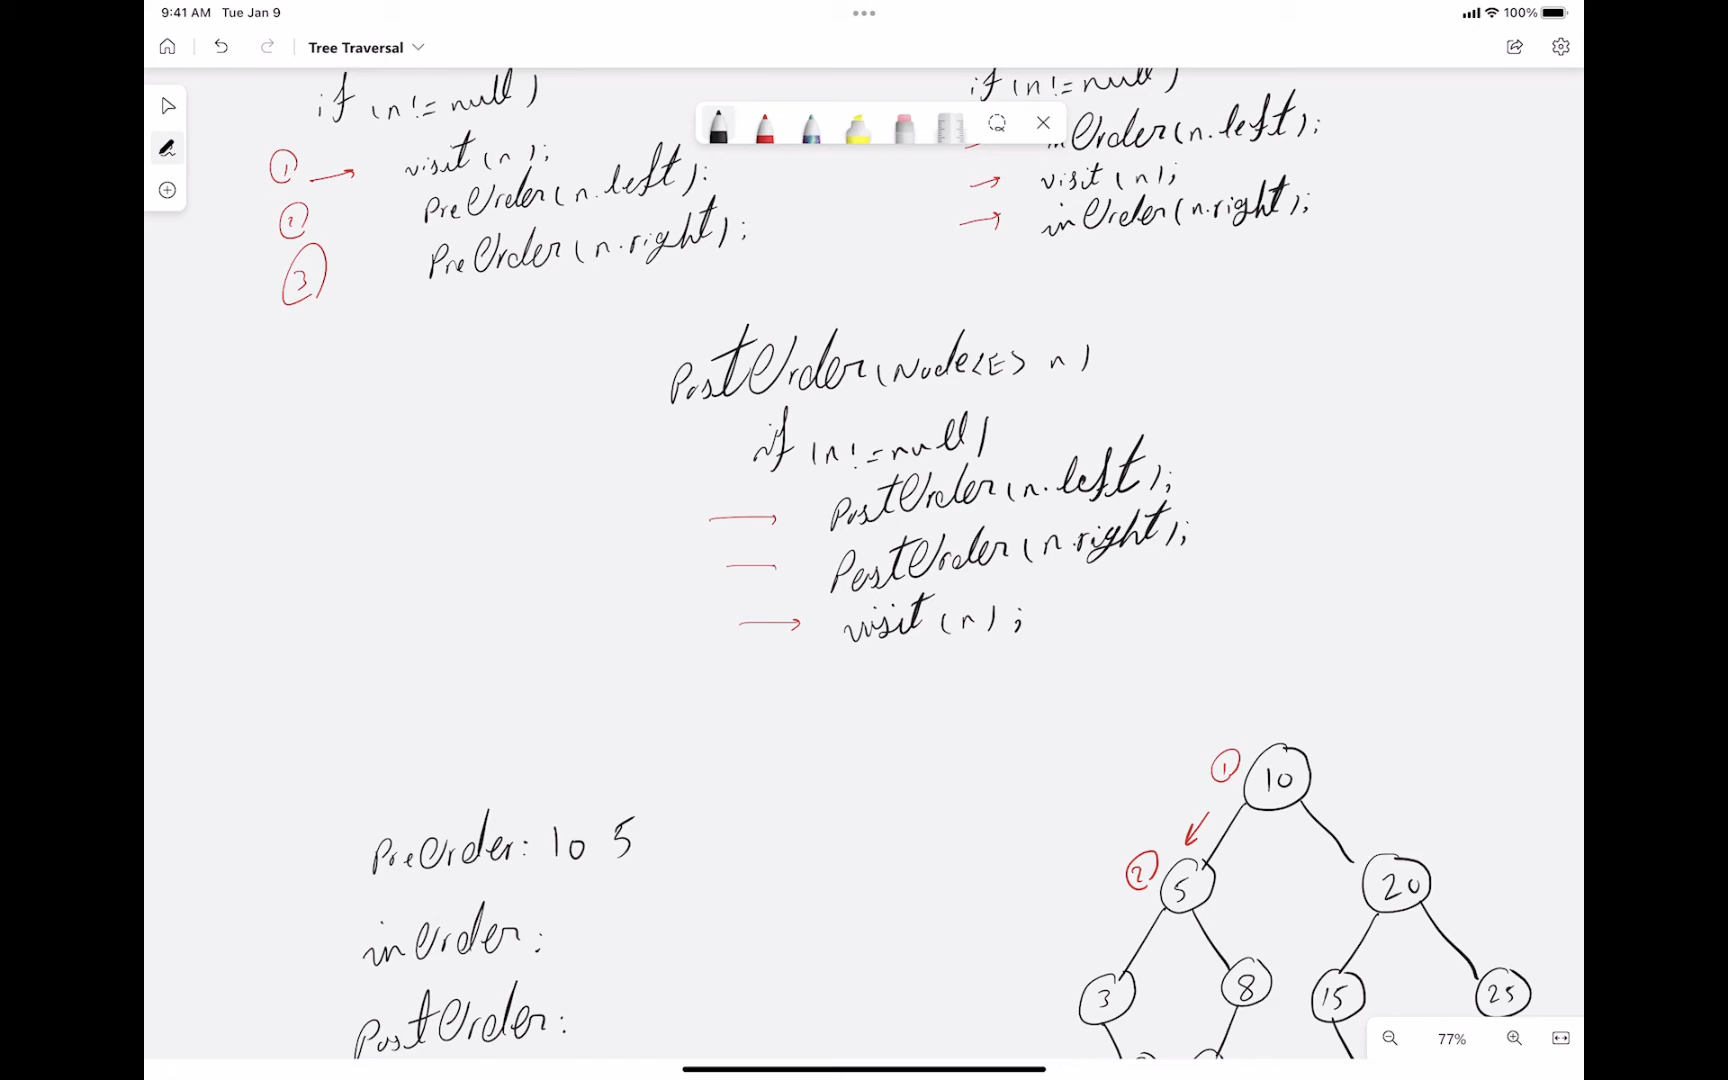 9:41 AM Tue Jan 9
100%
Tree Traversal
if (n != null)
① → visit (n);
② PreOrder(n.left);
③ PreOrder(n.right);
if (n != null)
inOrder(n.left);
→ visit (n);
→ inOrder(n.right);
PostOrder(Node<E> n)
if (n != null)
→ PostOrder(n.left);
— PostOrder(n.right);
→ visit (n);
① 10
PreOrder: 10 5
② 5 20
inOrder:
3 8 15 25
PostOrder:
77%